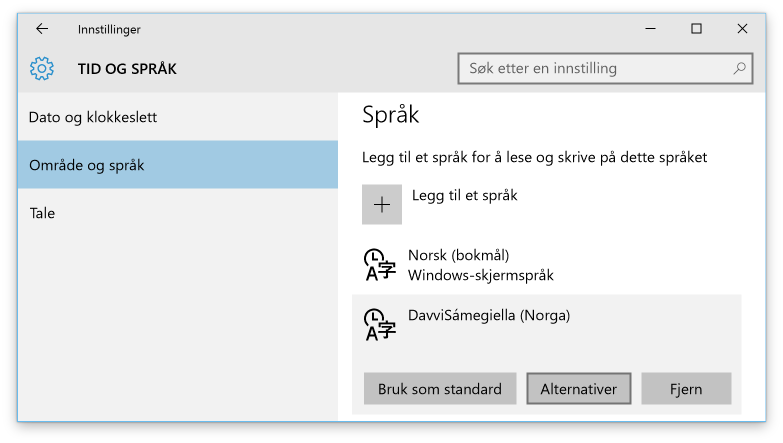 Innstillinger
TID OG SPRÅK
Søk etter en innstilling
Dato og klokkeslett
Område og språk
Tale
Språk
Legg til et språk for å lese og skrive på dette språket
Legg til et språk
Norsk (bokmål)
Windows-skjermspråk
DavviSámegiella (Norga)
Bruk som standard
Alternativer
Fjern